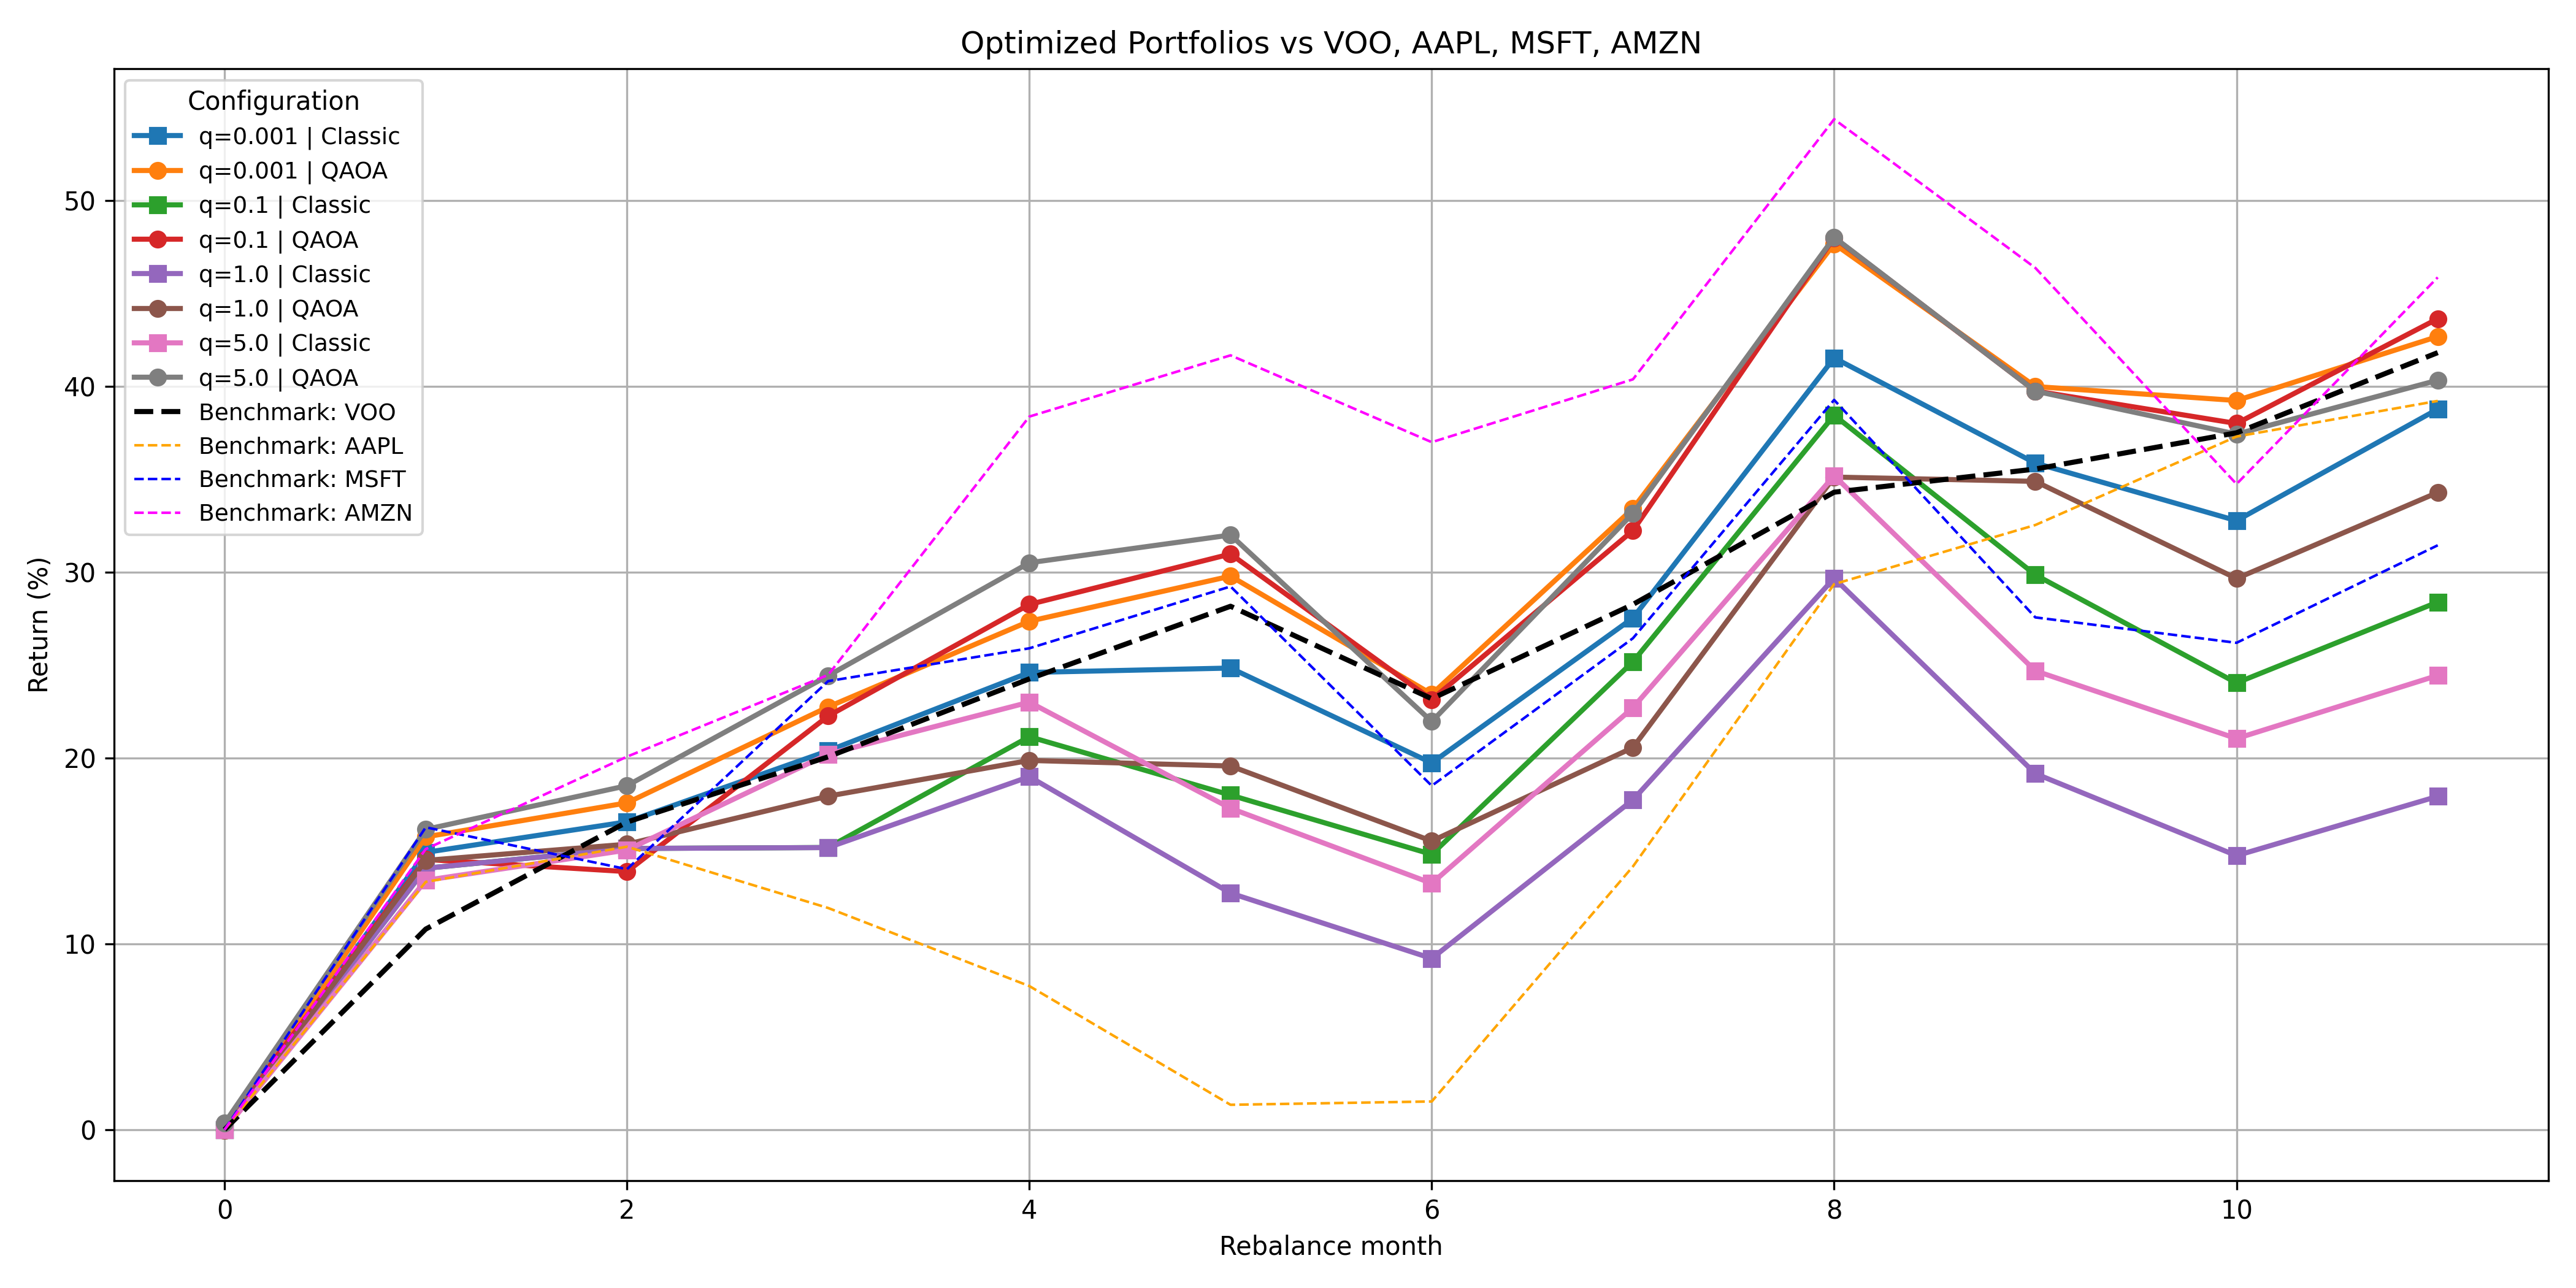 Optimized Portfolios vs VOO, AAPL, MSFT, AMZN
Configuration
q=0.001 | Classic
q=0.001 | QAOA
q=0.1 | Classic
q=0.1 | QAOA
q=1.0 | Classic
q=1.0 | QAOA
q=5.0 | Classic
q=5.0 | QAOA
Benchmark: VOO
Benchmark: AAPL
Benchmark: MSFT
Benchmark: AMZN
Return (%)
50
40
30
20
10
0
0 2 4 6 8 10
Rebalance month